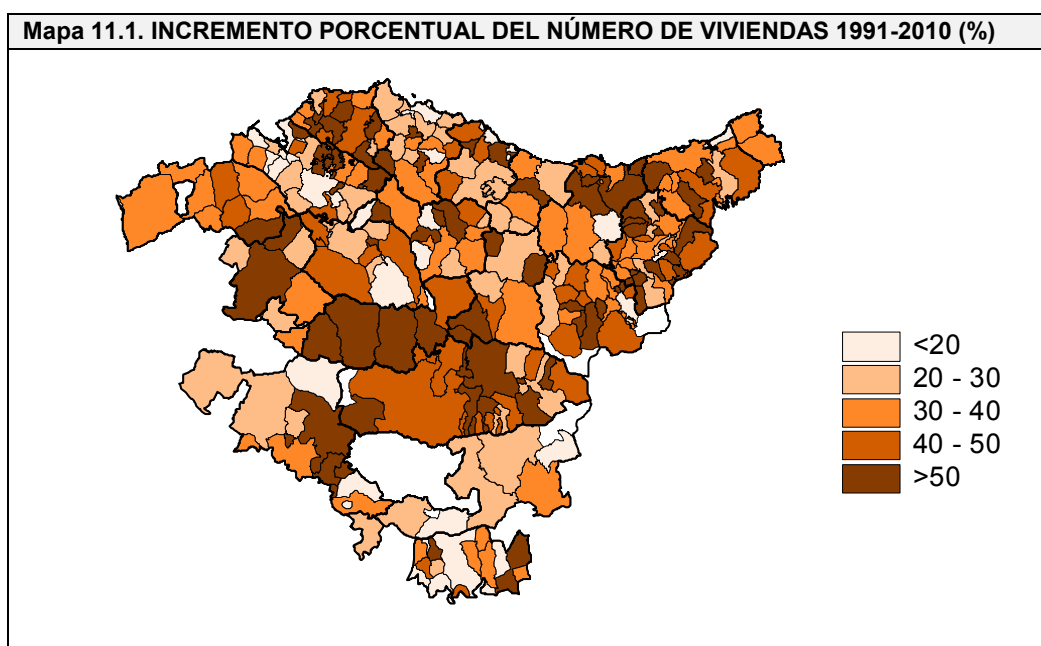 Mapa 11.1. INCREMENTO PORCENTUAL DEL NÚMERO DE VIVIENDAS 1991-2010 (%)
<20
20 - 30
30 - 40
40 - 50
>50